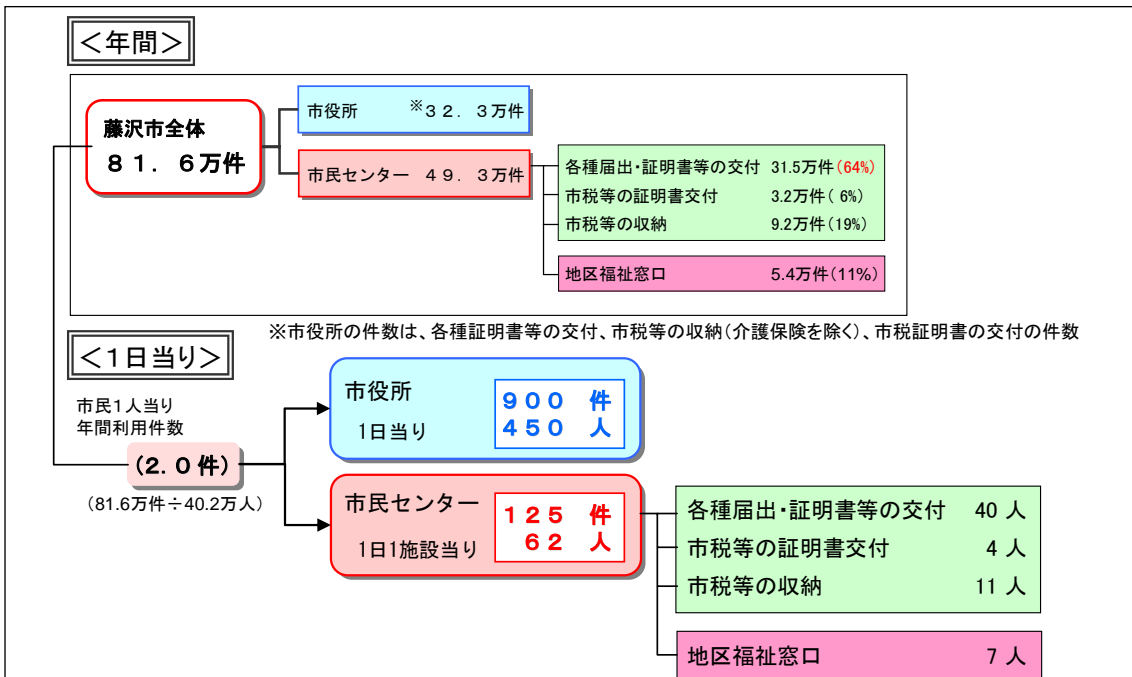 ＜年間＞
藤沢市全体
８１．６万件
市役所 ※３２．３万件
市民センター ４９．３万件
各種届出・証明書等の交付 31.5万件(64%)
市税等の証明書交付 3.2万件( 6%)
市税等の収納 9.2万件(19%)
地区福祉窓口 5.4万件(11%)
※市役所の件数は、各種証明書等の交付、市税等の収納(介護保険を除く)、市税証明書の交付の件数
＜１日当り＞
市民１人当り
年間利用件数
(２.０件)
(81.6万件÷40.2万人)
市役所
1日当り
９００ 件
４５０ 人
市民センター
1日1施設当り
１２５ 件
６２ 人
各種届出・証明書等の交付 40 人
市税等の証明書交付 4 人
市税等の収納 11 人
地区福祉窓口 7 人